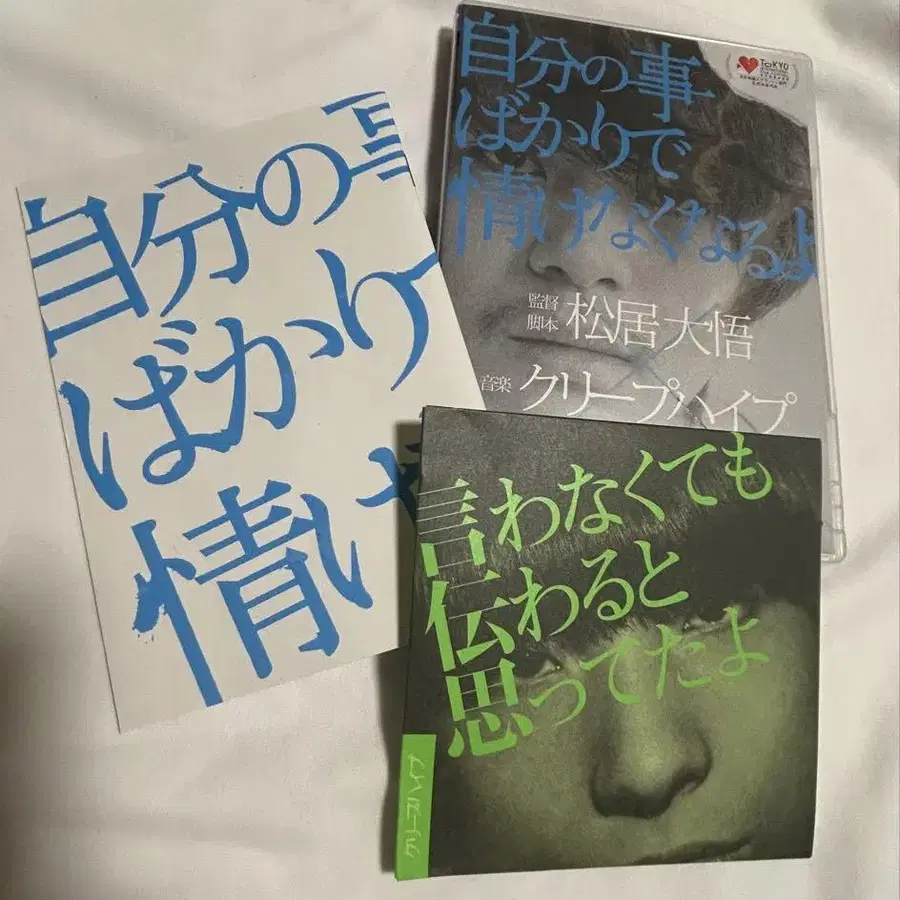 自分の事
ばかり
情け
自分の事
ばかりで
情けなくなるよ
監督
脚本
松居大悟
音楽
クリープハイプ
TOKYO
言わなくても
伝わると
思ってたよ
クリープハイプ